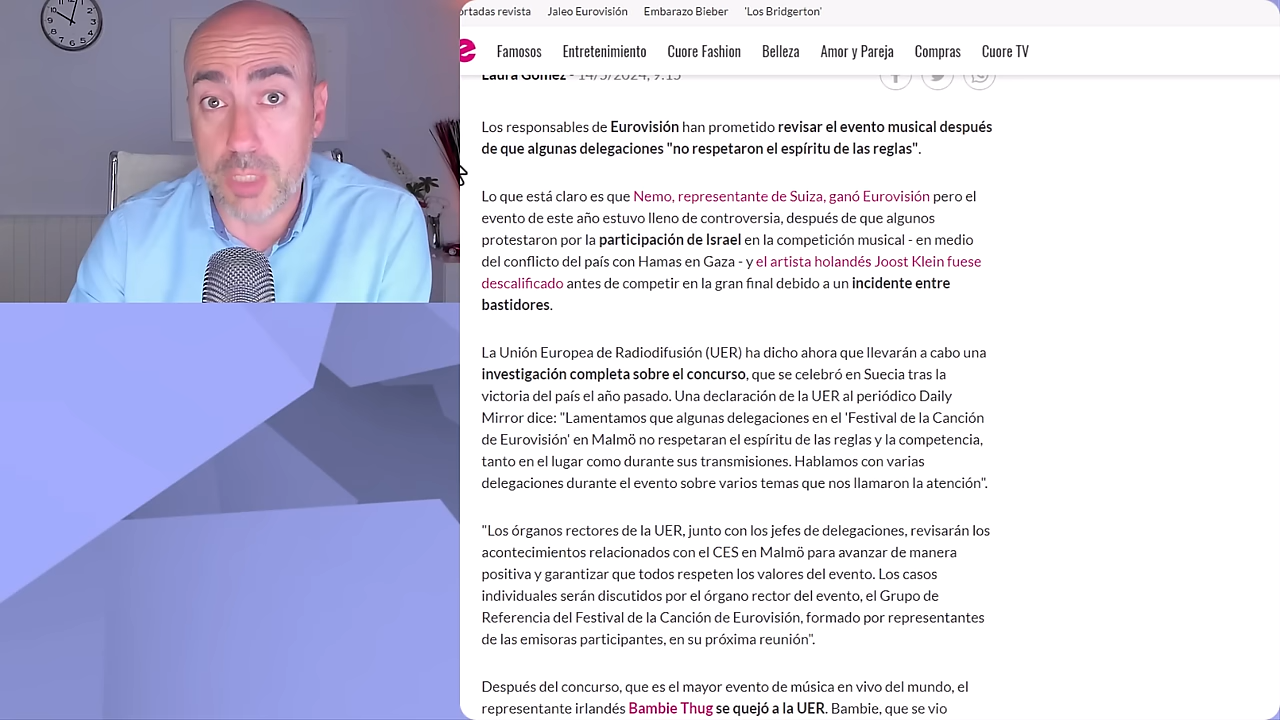 ortadas revista Jaleo Eurovisión Embarazo Bieber 'Los Bridgerton'
e Famosos Entretenimiento Cuore Fashion Belleza Amor y Pareja Compras Cuore TV
Laura Gómez - 14/5/2024, 9:15
Los responsables de Eurovisión han prometido revisar el evento musical después
de que algunas delegaciones "no respetaron el espíritu de las reglas".
Lo que está claro es que Nemo, representante de Suiza, ganó Eurovisión pero el
evento de este año estuvo lleno de controversia, después de que algunos
protestaron por la participación de Israel en la competición musical - en medio
del conflicto del país con Hamas en Gaza - y el artista holandés Joost Klein fuese
descalificado antes de competir en la gran final debido a un incidente entre
bastidores.
La Unión Europea de Radiodifusión (UER) ha dicho ahora que llevarán a cabo una
investigación completa sobre el concurso, que se celebró en Suecia tras la
victoria del país el año pasado. Una declaración de la UER al periódico Daily
Mirror dice: "Lamentamos que algunas delegaciones en el 'Festival de la Canción
de Eurovisión' en Malmö no respetaran el espíritu de las reglas y la competencia,
tanto en el lugar como durante sus transmisiones. Hablamos con varias
delegaciones durante el evento sobre varios temas que nos llamaron la atención".
"Los órganos rectores de la UER, junto con los jefes de delegaciones, revisarán los
acontecimientos relacionados con el CES en Malmö para avanzar de manera
positiva y garantizar que todos respeten los valores del evento. Los casos
individuales serán discutidos por el órgano rector del evento, el Grupo de
Referencia del Festival de la Canción de Eurovisión, formado por representantes
de las emisoras participantes, en su próxima reunión".
Después del concurso, que es el mayor evento de música en vivo del mundo, el
representante irlandés Bambie Thug se quejó a la UER. Bambie, que se vio